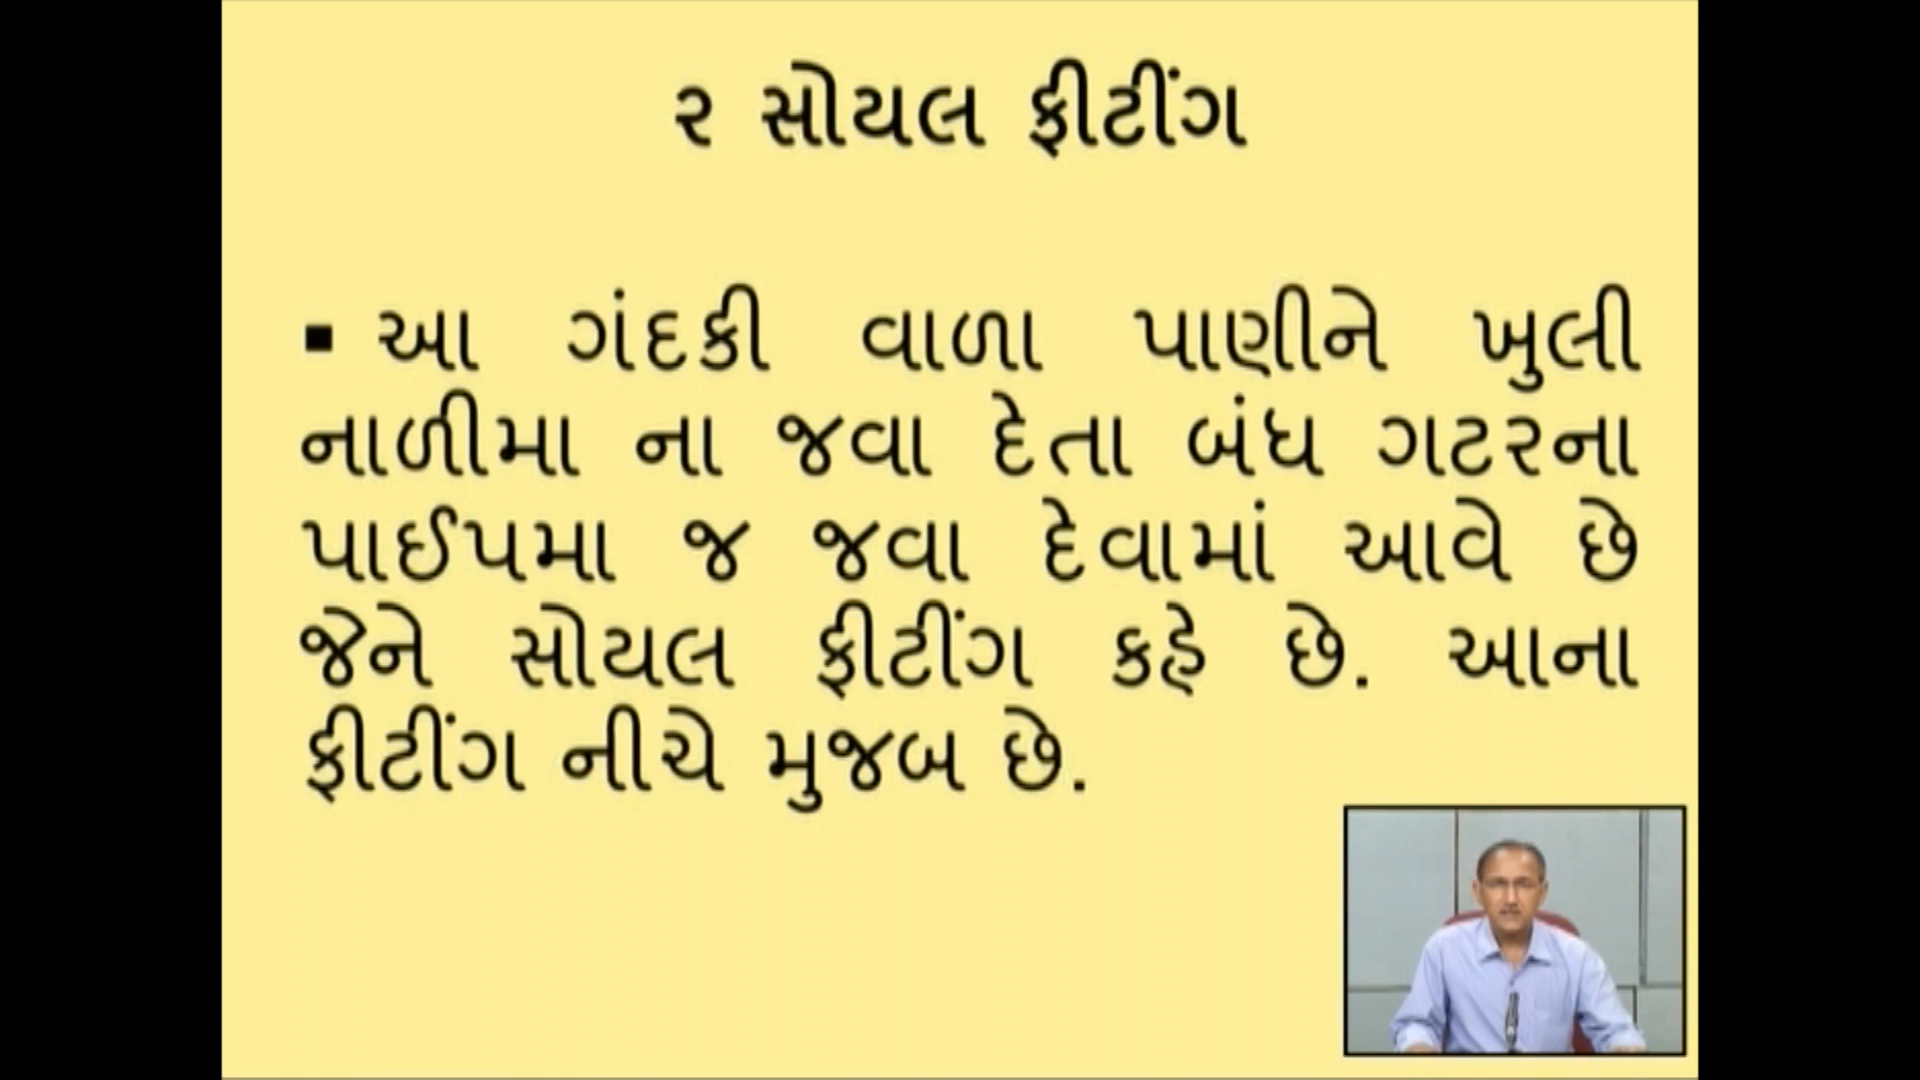 ૨ સોયલ ફીટીંગ
▪ આ ગંદકી વાળા પાણીને ખુલી
નાળીમા ના જવા દેતા બંધ ગટરના
પાઈપમા જ જવા દેવામાં આવે છે
જેને સોયલ ફીટીંગ કહે છે. આના
ફીટીંગ નીચે મુજબ છે.